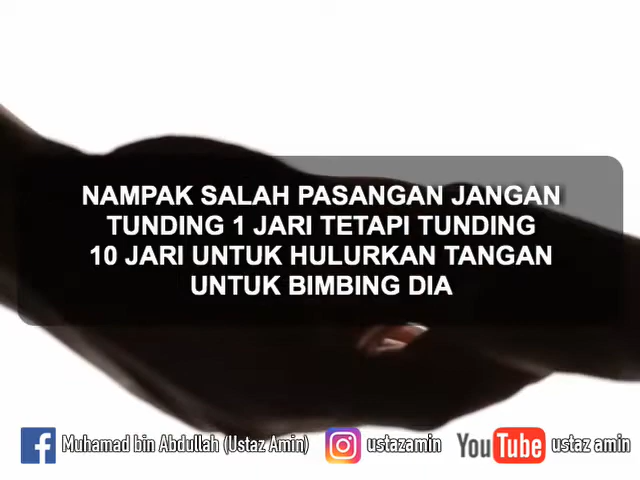 NAMPAK SALAH PASANGAN JANGAN
TUNDING 1 JARI TETAPI TUNDING
10 JARI UNTUK HULURKAN TANGAN
UNTUK BIMBING DIA
Muhamad bin Abdullah (Ustaz Amin) ustazamin YouTube ustaz amin